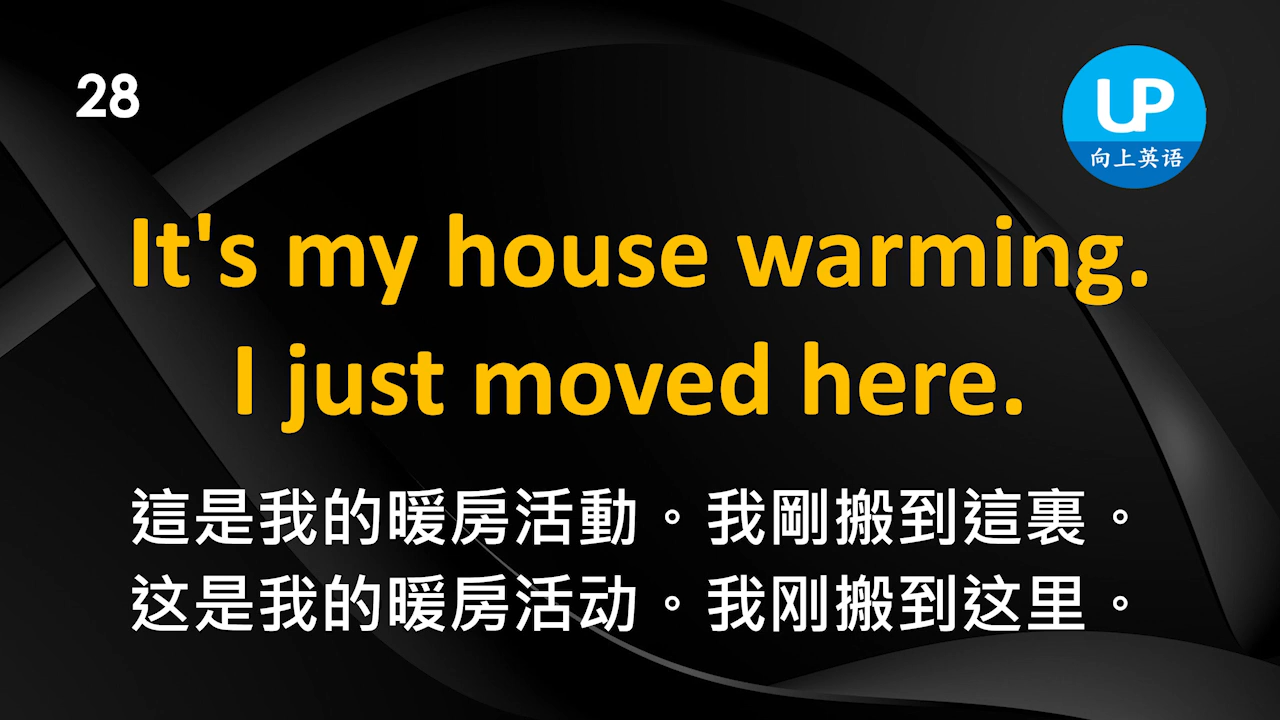 28
UP
向上英语
It's my house warming.
I just moved here.
這是我的暖房活動。我剛搬到這裏。
这是我的暖房活动。我刚搬到这里。